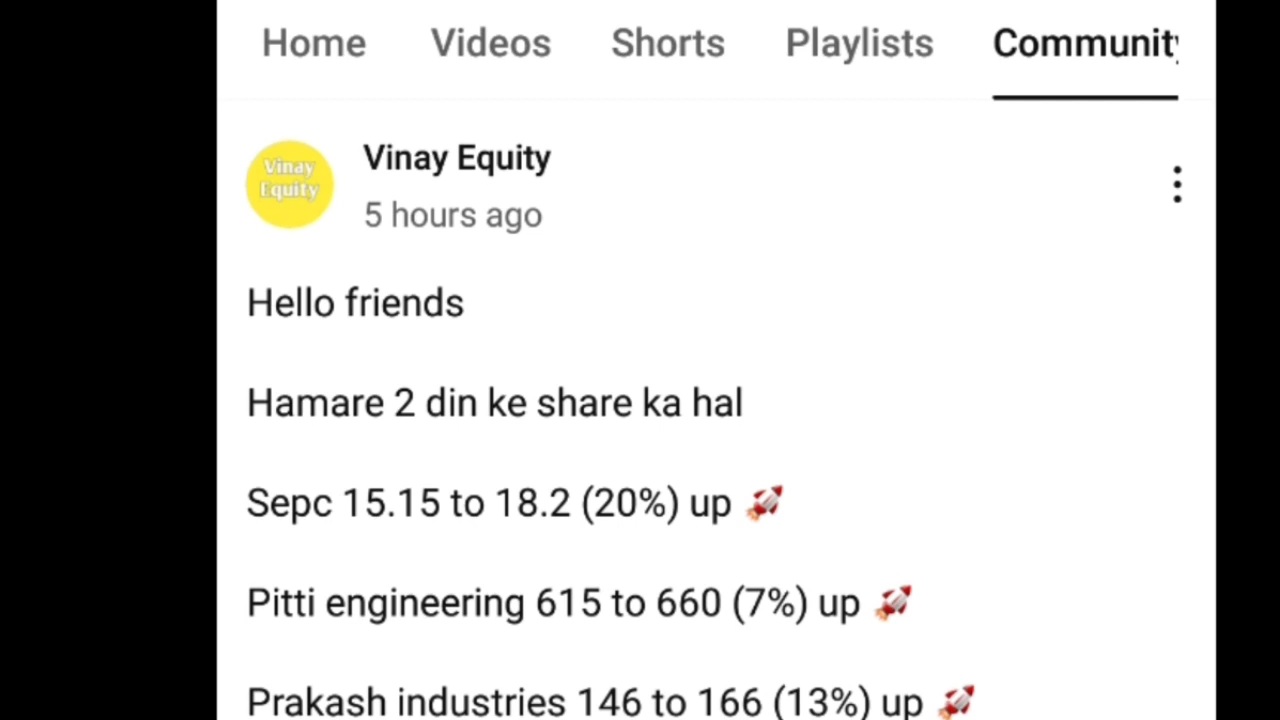 Home Videos Shorts Playlists Community
Vinay
Equity
Vinay Equity
5 hours ago
Hello friends
Hamare 2 din ke share ka hal
Sepc 15.15 to 18.2 (20%) up 🚀
Pitti engineering 615 to 660 (7%) up 🚀
Prakash industries 146 to 166 (13%) up 🚀